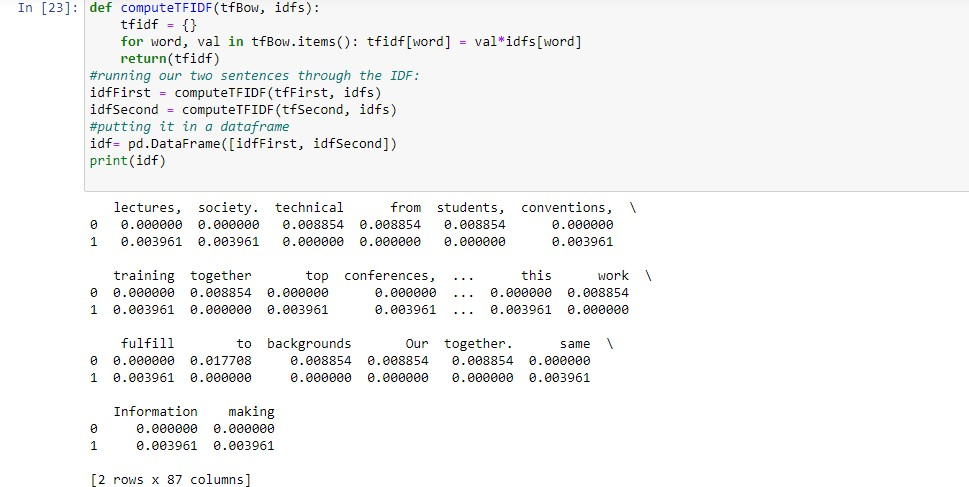 In [23]: def computeTFIDF(tfBow, idfs):
    tfidf = {}
    for word, val in tfBow.items(): tfidf[word] = val*idfs[word]
    return(tfidf)
#running our two sentences through the IDF:
idfFirst = computeTFIDF(tfFirst, idfs)
idfSecond = computeTFIDF(tfSecond, idfs)
#putting it in a dataframe
idf= pd.DataFrame([idfFirst, idfSecond])
print(idf)
   lectures,  society.  technical      from  students,  conventions,  \
0   0.000000  0.000000   0.008854  0.008854   0.008854      0.000000
1   0.003961  0.003961   0.000000  0.000000   0.000000      0.003961
   training  together       top  conferences,  ...      this      work  \
0  0.000000  0.008854  0.000000      0.000000  ...  0.000000  0.008854
1  0.003961  0.000000  0.003961      0.003961  ...  0.003961  0.000000
    fulfill        to  backgrounds       Our  together.      same  \
0  0.000000  0.017708     0.008854  0.008854   0.008854  0.000000
1  0.003961  0.000000     0.000000  0.000000   0.000000  0.003961
   Information    making
0     0.000000  0.000000
1     0.003961  0.003961
[2 rows x 87 columns]